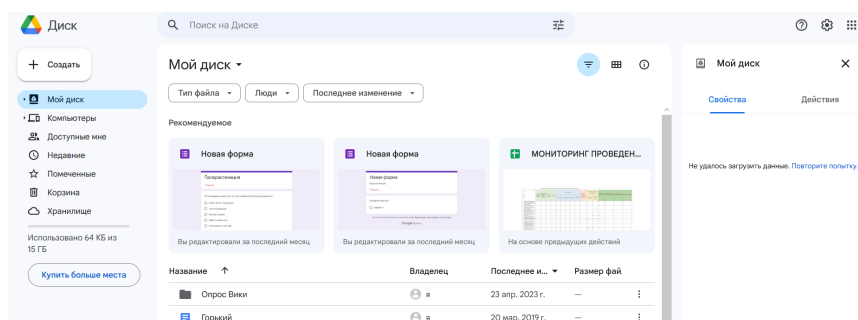 Диск
Поиск на Диске
Создать
Мой диск
Компьютеры
Доступные мне
Недавние
Помеченные
Корзина
Хранилище
Использовано 64 КБ из
15 ГБ
Купить больше места
Мой диск
Тип файла
Люди
Последнее изменение
Рекомендуемое
Новая форма
Прокрастинация
Вы редактировали за последний месяц
Новая форма
Новая форма
Вы редактировали за последний месяц
МОНИТОРИНГ ПРОВЕДЕН...
На основе предыдущих действий
Название
Владелец
Последнее и...
Размер фай
Опрос Вики
я
23 апр. 2023 г.
—
Горький
я
20 мар. 2019 г.
—
Мой диск
Свойства
Действия
Не удалось загрузить данные. Повторите попытку.